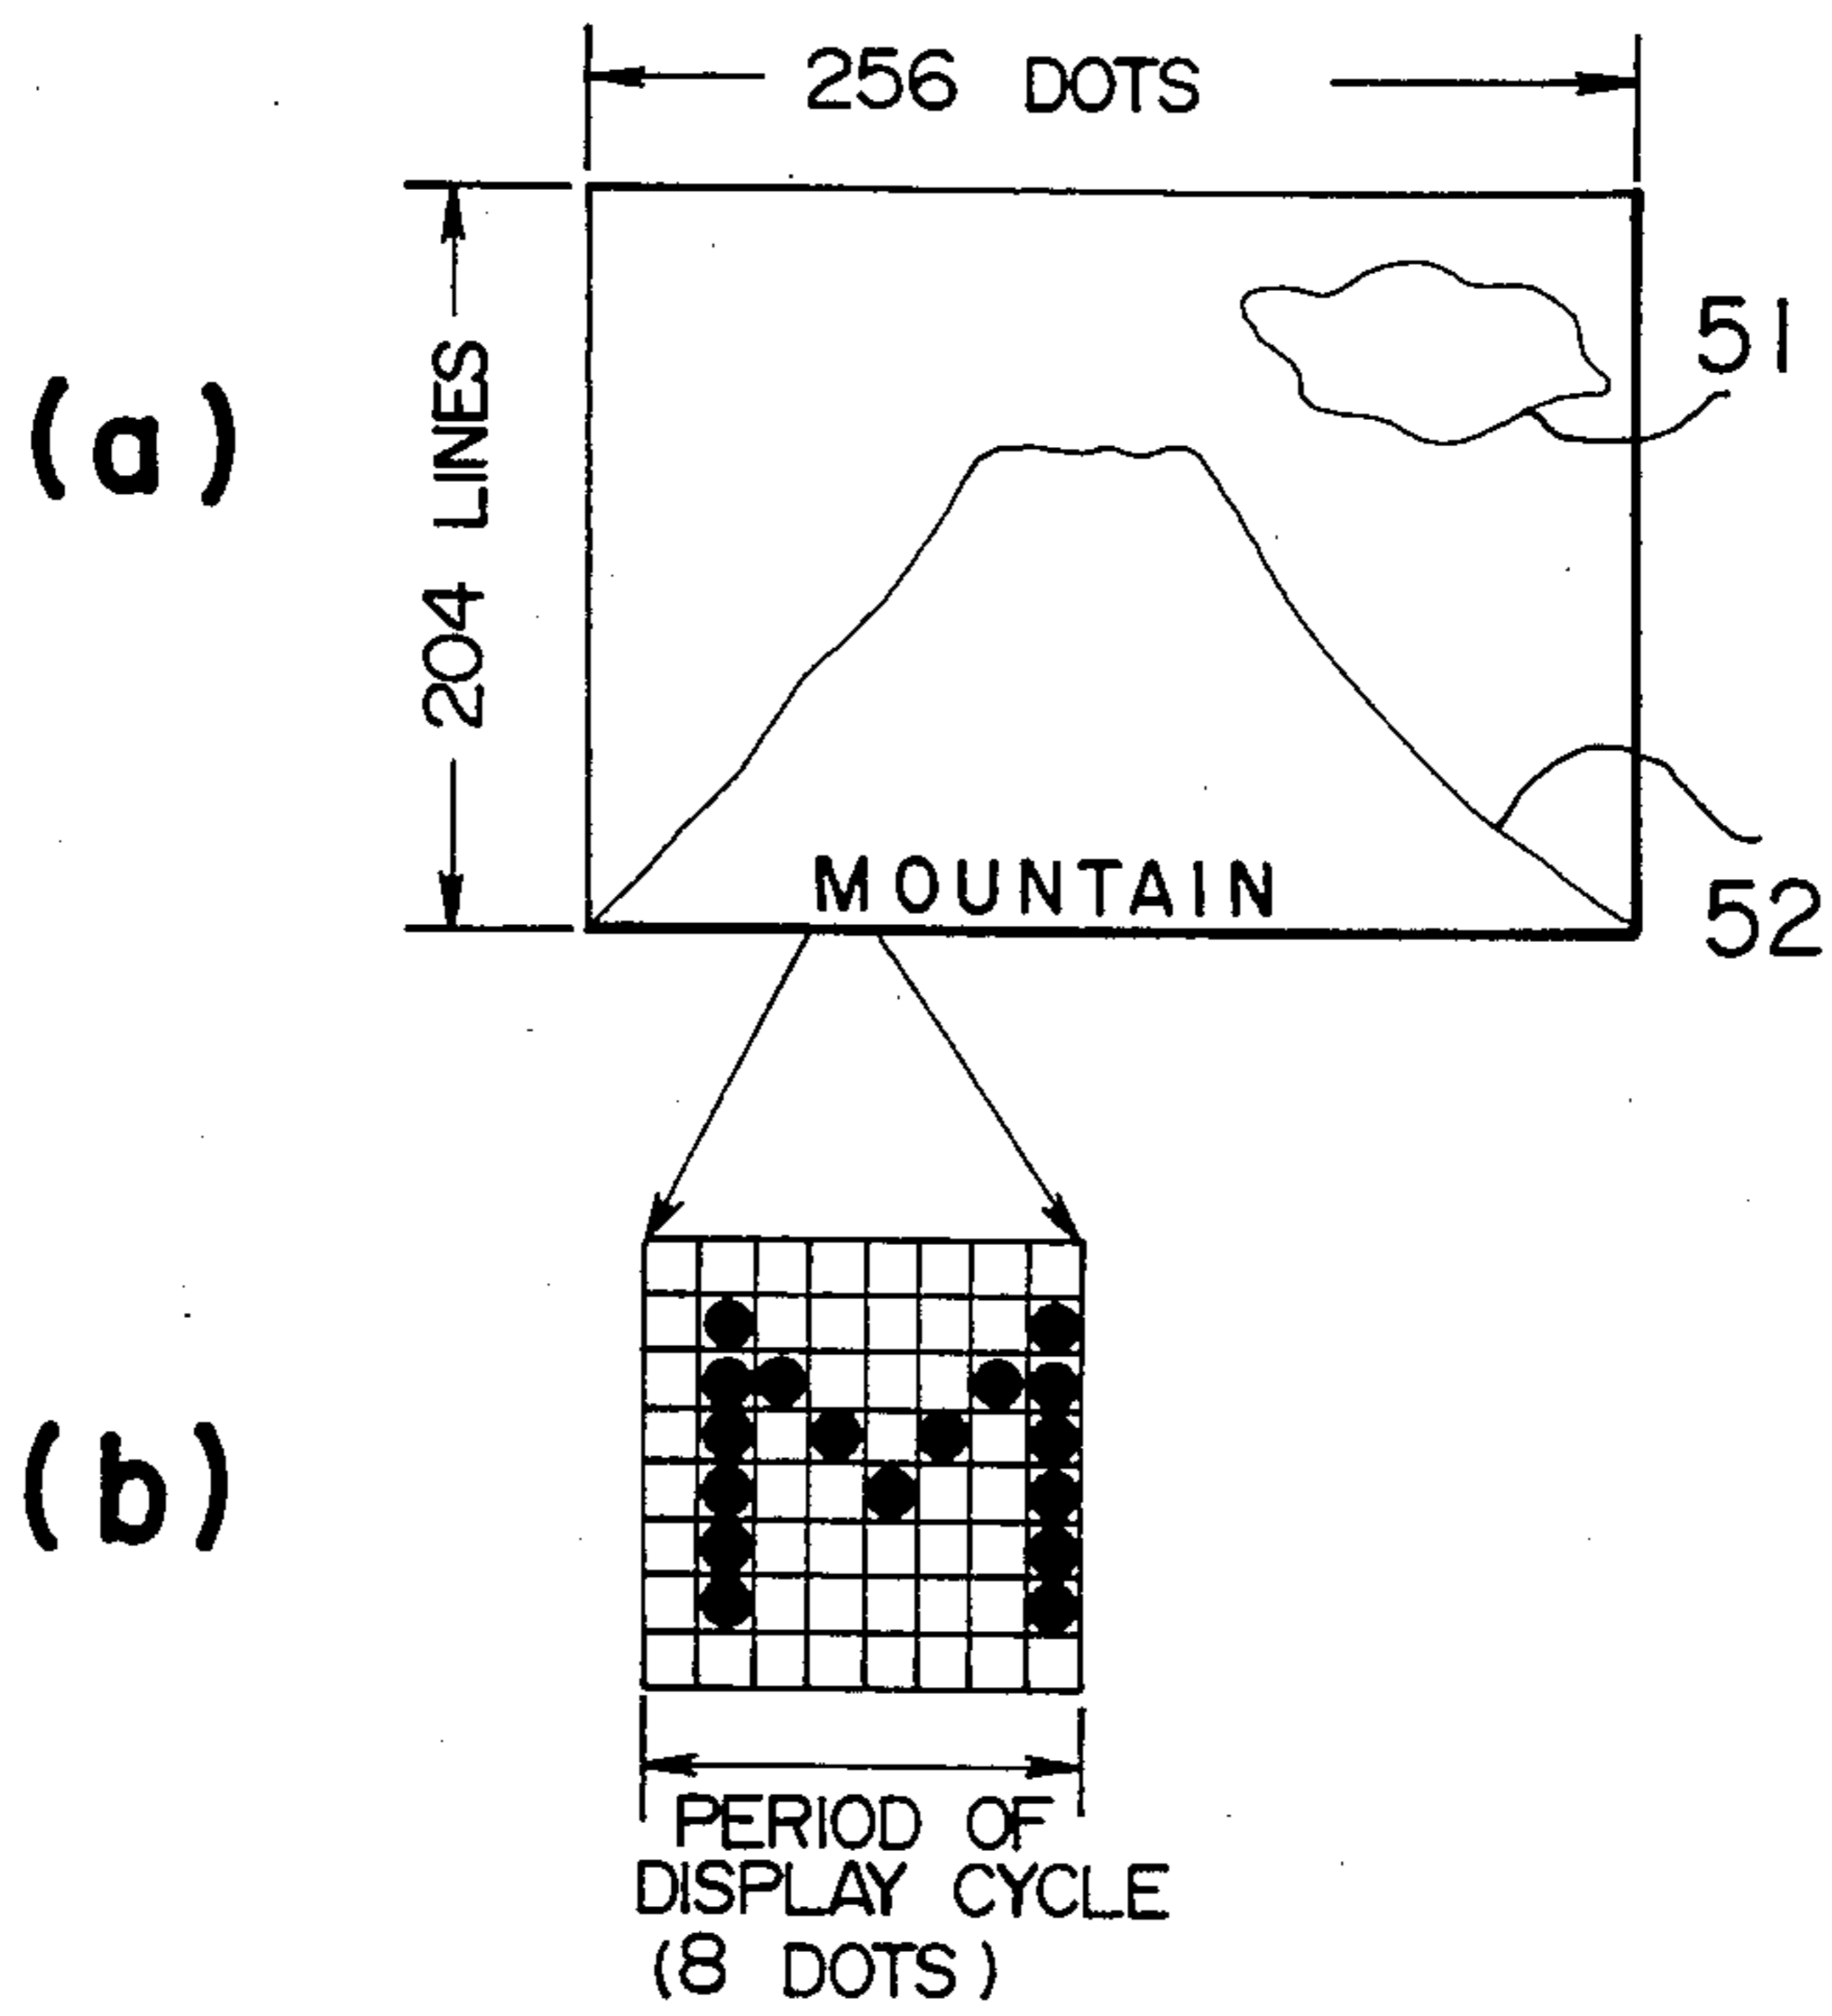 256 DOTS
(a)
204 LINES
51
MOUNTAIN
52
(b)
PERIOD OF
DISPLAY CYCLE
(8 DOTS)